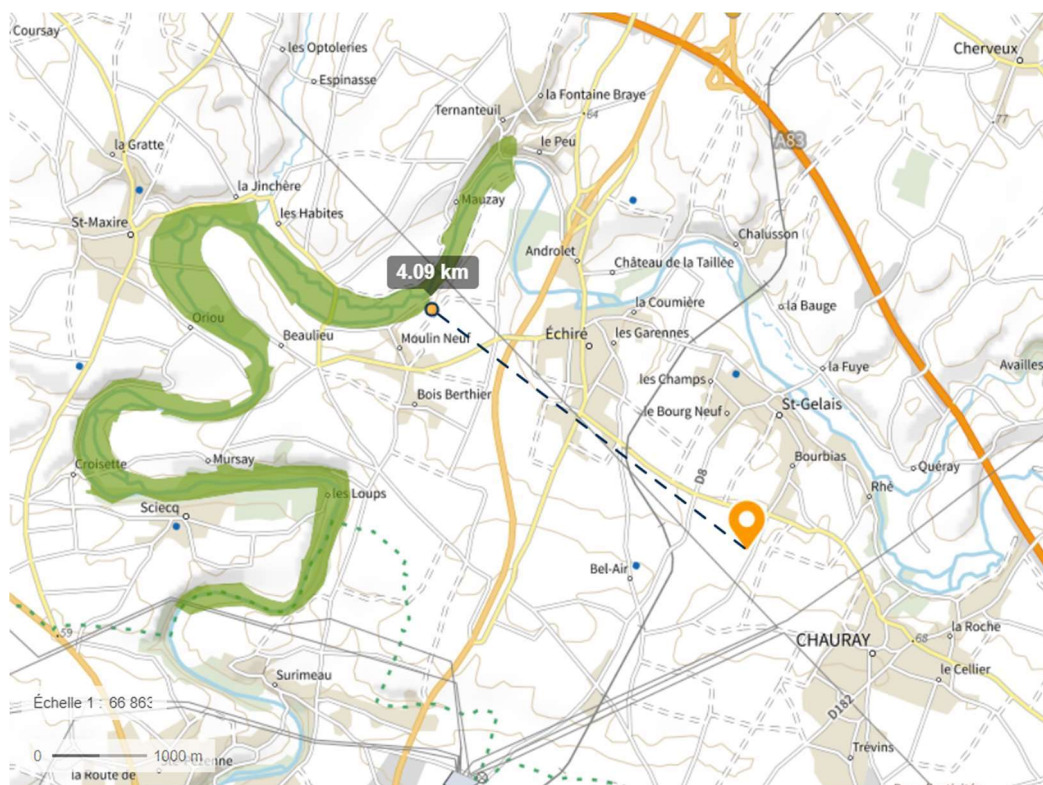 Coursay
les Optoleries
Espinasse
Cherveux
la Fontaine Braye
Ternanteuil
64
77
A83
le Peu
la Gratte
la Jinchère
Mauzay
les Habites
St-Maxire
Chalusson
Androlet
Château de la Taillée
4.09 km
la Coumière
la Bauge
Oriou
Beaulieu
Moulin Neuf
Échiré
les Garennes
la Fuye
Availles
les Champs
Bois Berthier
le Bourg Neuf
St-Gelais
Mursay
Bourbias
Croisette
Quéray
D8
les Loups
Rhé
Sciecq
Bel-Air
59
la Roche
CHAURAY
68
le Cellier
Surimeau
Échelle 1 : 66 863
D182
0 1000 m
Trévins
la Route de